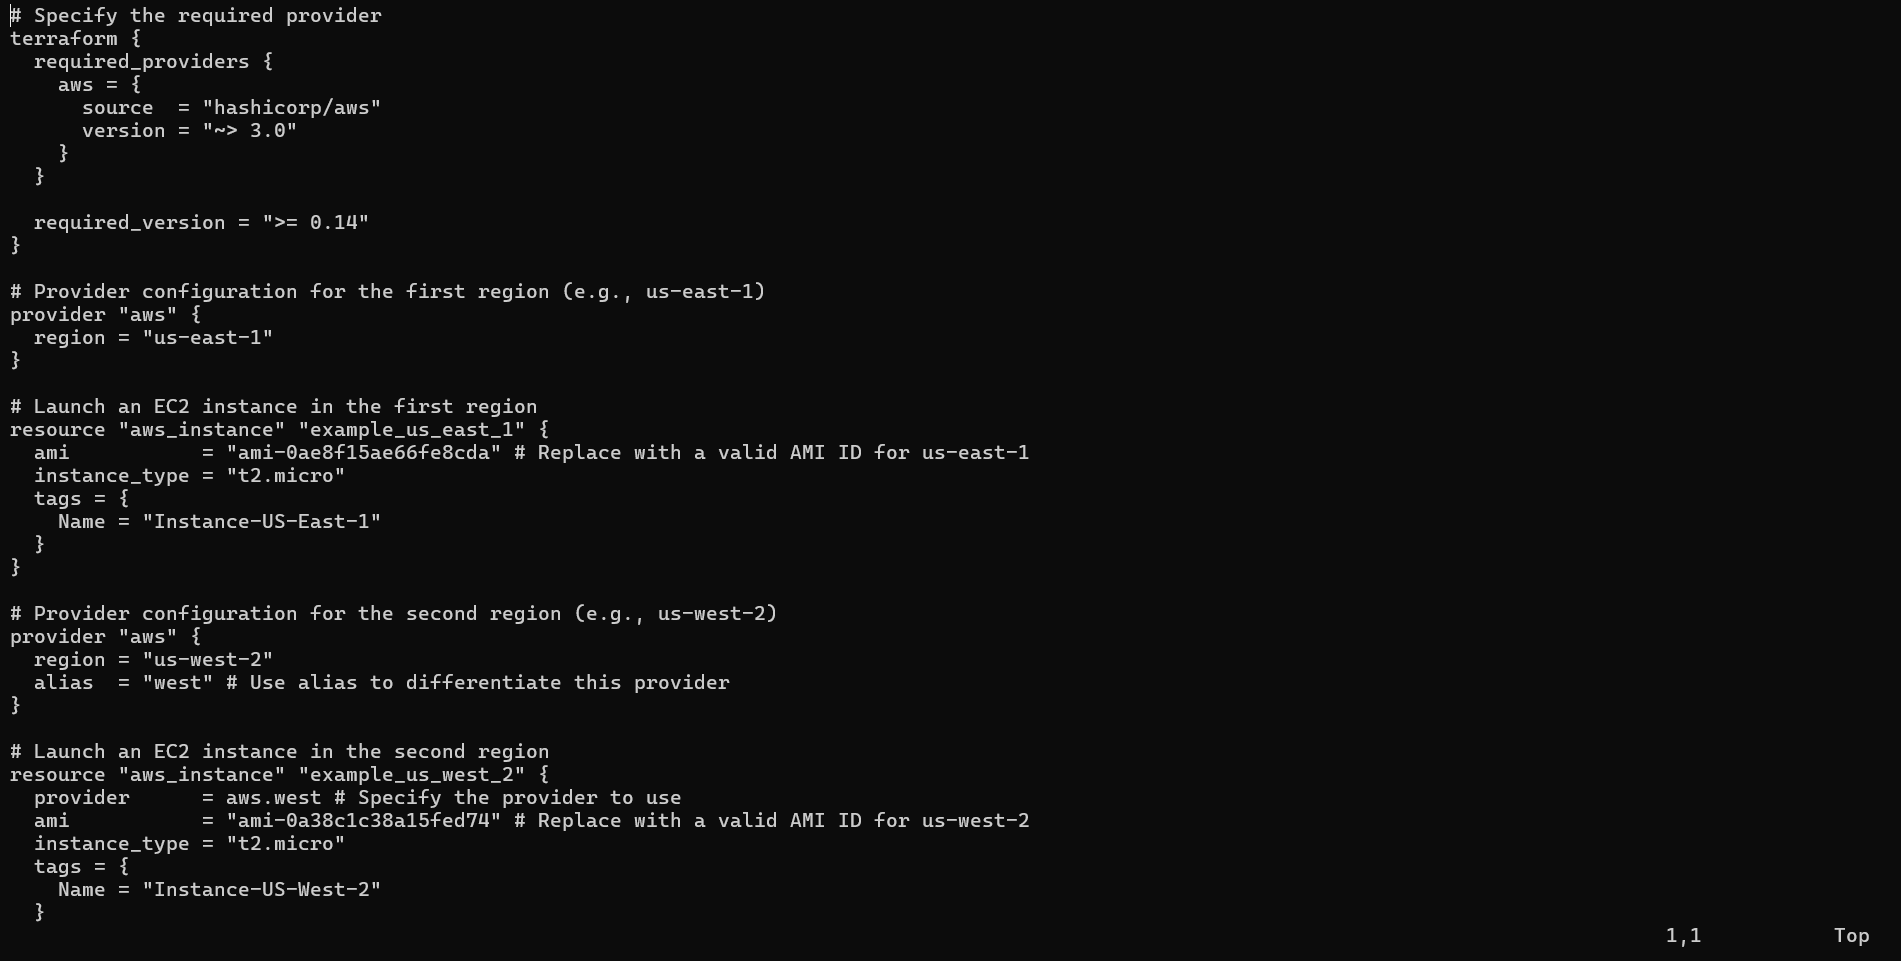 # Specify the required provider
terraform {
  required_providers {
    aws = {
      source  = "hashicorp/aws"
      version = "~> 3.0"
    }
  }

  required_version = ">= 0.14"
}

# Provider configuration for the first region (e.g., us-east-1)
provider "aws" {
  region = "us-east-1"
}

# Launch an EC2 instance in the first region
resource "aws_instance" "example_us_east_1" {
  ami           = "ami-0ae8f15ae66fe8cda" # Replace with a valid AMI ID for us-east-1
  instance_type = "t2.micro"
  tags = {
    Name = "Instance-US-East-1"
  }
}

# Provider configuration for the second region (e.g., us-west-2)
provider "aws" {
  region = "us-west-2"
  alias  = "west" # Use alias to differentiate this provider
}

# Launch an EC2 instance in the second region
resource "aws_instance" "example_us_west_2" {
  provider      = aws.west # Specify the provider to use
  ami           = "ami-0a38c1c38a15fed74" # Replace with a valid AMI ID for us-west-2
  instance_type = "t2.micro"
  tags = {
    Name = "Instance-US-West-2"
  }
1,1 Top